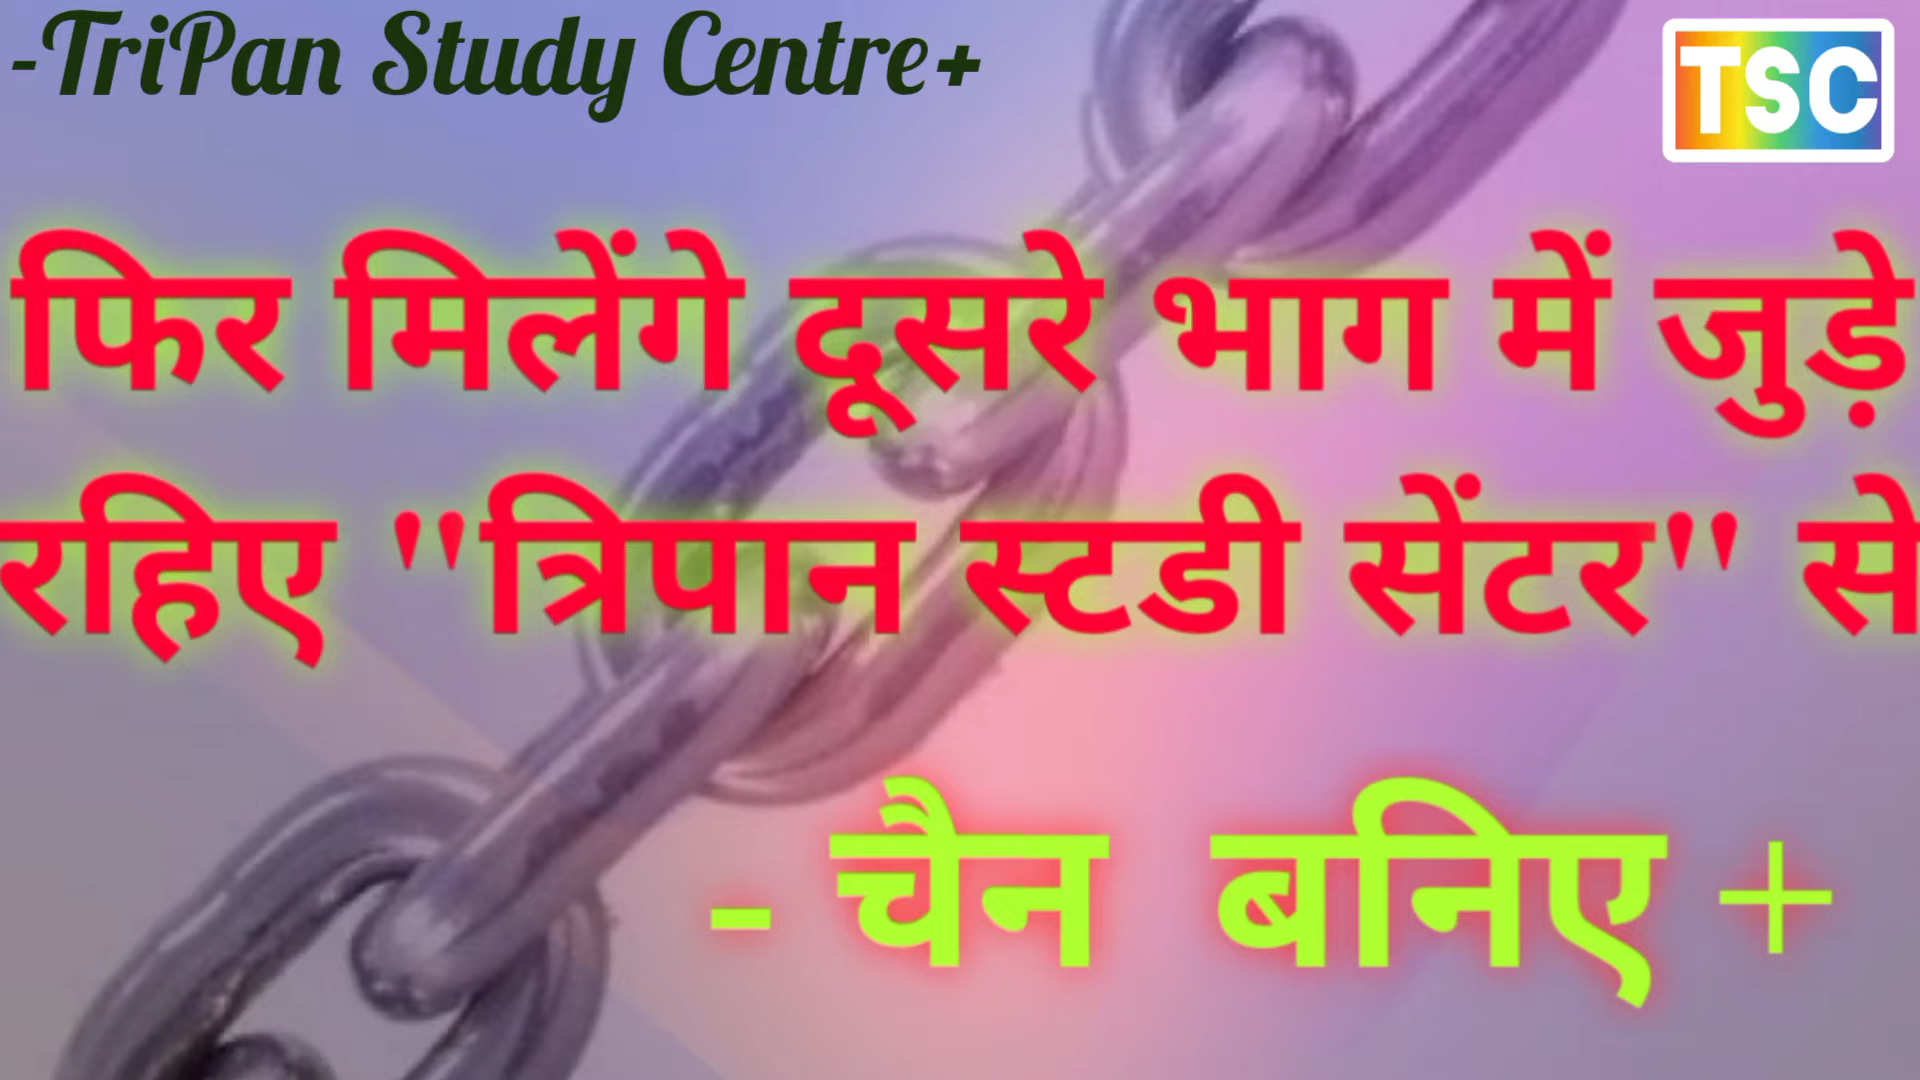 -TriPan Study Centre+
TSC
फिर मिलेंगे दूसरे भाग में जुड़े
रहिए "त्रिपान स्टडी सेंटर" से
- चैन बनिए +